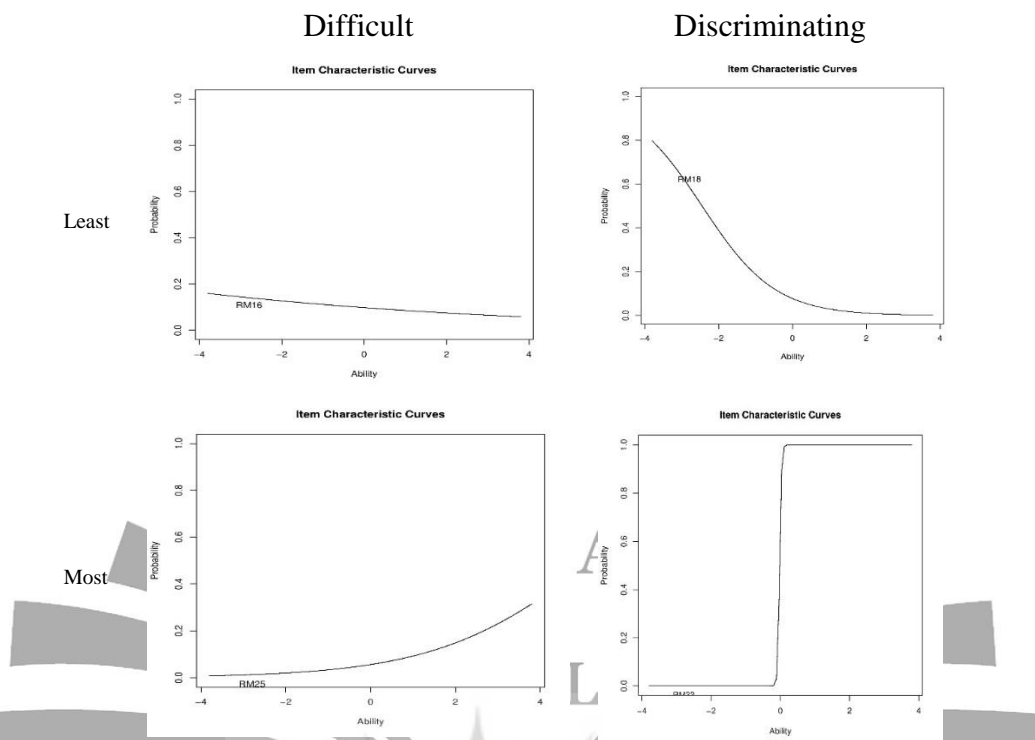 Difficult
Discriminating
Least
Item Characteristic Curves
Probability
1.0
0.8
0.6
0.4
0.2
0.0
RM16
−4 −2 0 2 4
Ability
Item Characteristic Curves
Probability
1.0
0.8
0.6
0.4
0.2
0.0
RM18
−4 −2 0 2 4
Ability
Most
Item Characteristic Curves
Probability
1.0
0.8
0.6
0.4
0.2
0.0
RM25
−4 −2 0 2 4
Ability
Item Characteristic Curves
Probability
1.0
0.8
0.6
0.4
0.2
0.0
−4 −2 0 2 4
Ability